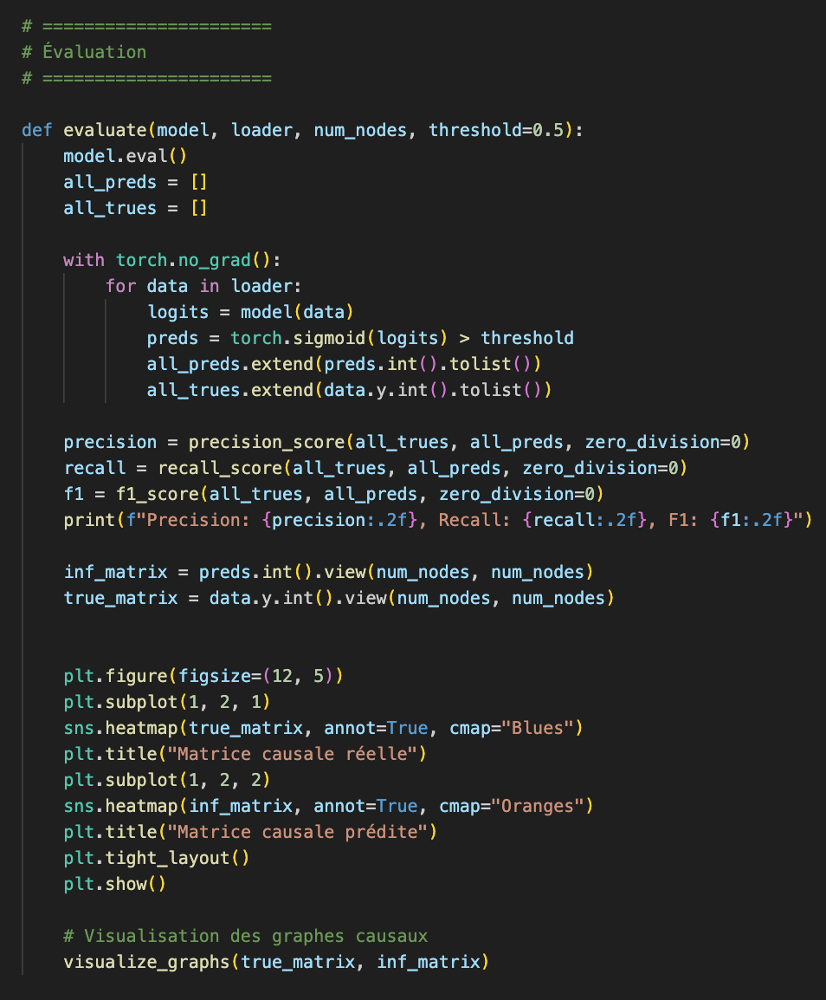 # ======================
# Évaluation
# ======================
def evaluate(model, loader, num_nodes, threshold=0.5):
    model.eval()
    all_preds = []
    all_trues = []
    with torch.no_grad():
        for data in loader:
            logits = model(data)
            preds = torch.sigmoid(logits) > threshold
            all_preds.extend(preds.int().tolist())
            all_trues.extend(data.y.int().tolist())
    precision = precision_score(all_trues, all_preds, zero_division=0)
    recall = recall_score(all_trues, all_preds, zero_division=0)
    f1 = f1_score(all_trues, all_preds, zero_division=0)
    print(f"Precision: {precision:.2f}, Recall: {recall:.2f}, F1: {f1:.2f}")
    inf_matrix = preds.int().view(num_nodes, num_nodes)
    true_matrix = data.y.int().view(num_nodes, num_nodes)
    plt.figure(figsize=(12, 5))
    plt.subplot(1, 2, 1)
    sns.heatmap(true_matrix, annot=True, cmap="Blues")
    plt.title("Matrice causale réelle")
    plt.subplot(1, 2, 2)
    sns.heatmap(inf_matrix, annot=True, cmap="Oranges")
    plt.title("Matrice causale prédite")
    plt.tight_layout()
    plt.show()
    # Visualisation des graphes causaux
    visualize_graphs(true_matrix, inf_matrix)